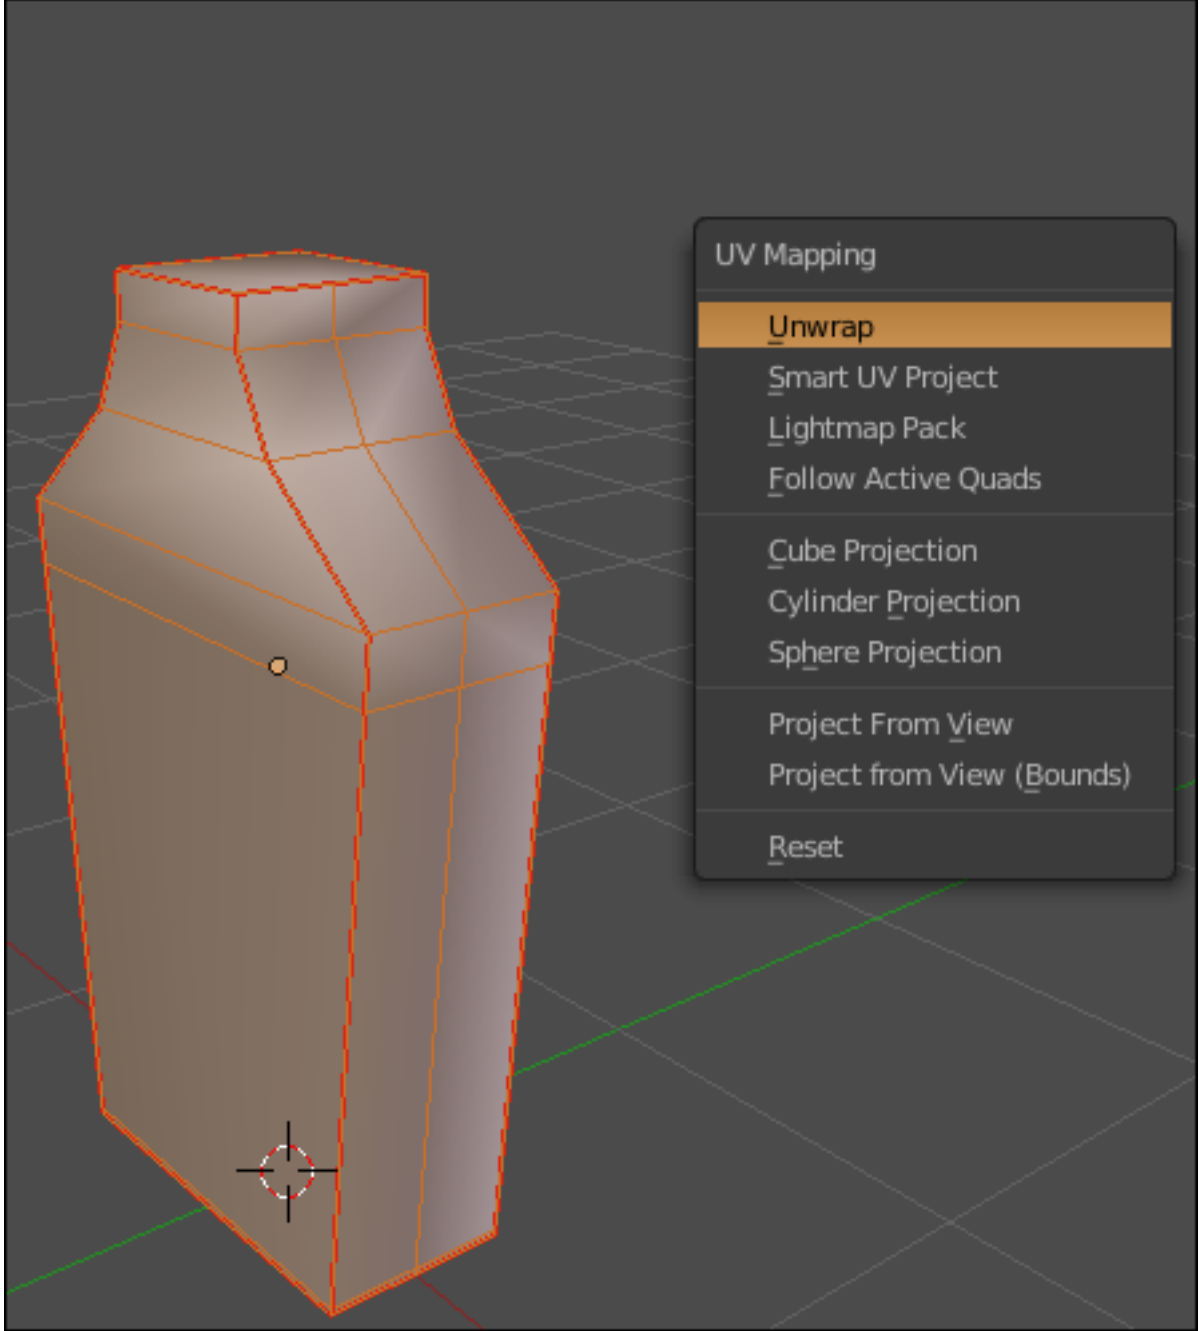 UV Mapping
Unwrap
Smart UV Project
Lightmap Pack
Follow Active Quads
Cube Projection
Cylinder Projection
Sphere Projection
Project From View
Project from View (Bounds)
Reset